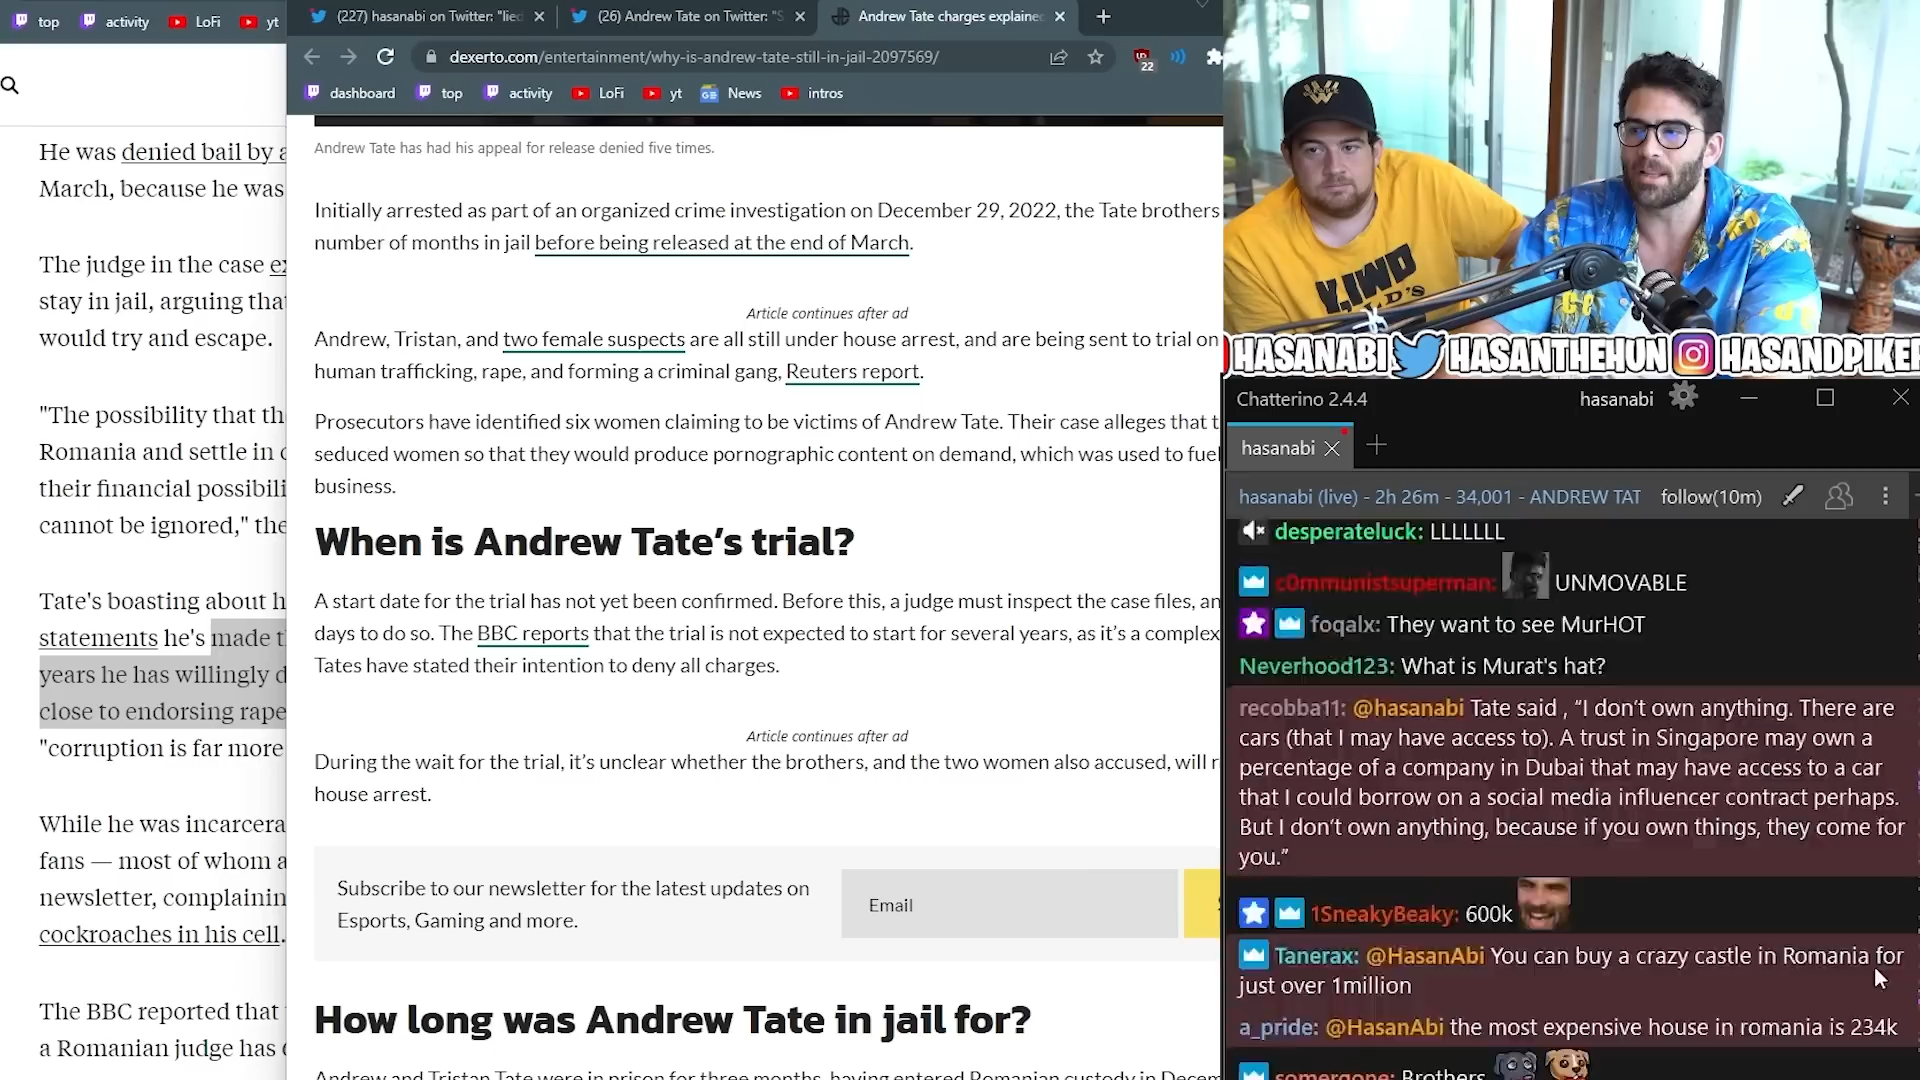 top
activity
LoFi
yt
(227) hasanabi on Twitter: "lied
(26) Andrew Tate on Twitter: "S
Andrew Tate charges explaine
dexerto.com/entertainment/why-is-andrew-tate-still-in-jail-2097569/
22
dashboard
top
activity
LoFi
yt
News
intros
He was denied bail by a
March, because he was
The judge in the case ex
stay in jail, arguing tha
would try and escape.
"The possibility that th
Romania and settle in c
their financial possibili
cannot be ignored," the
Tate's boasting about h
statements he's made t
years he has willingly d
close to endorsing rape
"corruption is far more
While he was incarcera
fans — most of whom a
newsletter, complainin
cockroaches in his cell.
The BBC reported that
a Romanian judge has
Andrew Tate has had his appeal for release denied five times.
Initially arrested as part of an organized crime investigation on December 29, 2022, the Tate brothers
number of months in jail before being released at the end of March.
Article continues after ad
Andrew, Tristan, and two female suspects are all still under house arrest, and are being sent to trial on
human trafficking, rape, and forming a criminal gang, Reuters report.
Prosecutors have identified six women claiming to be victims of Andrew Tate. Their case alleges that t
seduced women so that they would produce pornographic content on demand, which was used to fuel
business.
When is Andrew Tate’s trial?
A start date for the trial has not yet been confirmed. Before this, a judge must inspect the case files, an
days to do so. The BBC reports that the trial is not expected to start for several years, as it’s a complex
Tates have stated their intention to deny all charges.
Article continues after ad
During the wait for the trial, it’s unclear whether the brothers, and the two women also accused, will r
house arrest.
Subscribe to our newsletter for the latest updates on
Esports, Gaming and more.
Email
How long was Andrew Tate in jail for?
Andrew and Tristan Tate were in prison for three months, having entered Romanian custody in Decem
HASANABI HASANTHEHUN HASANDPIKE
Chatterino 2.4.4
hasanabi
hasanabi
hasanabi (live) - 2h 26m - 34,001 - ANDREW TAT
follow(10m)
desperateluck: LLLLLLL
c0mmunistsuperman: UNMOVABLE
foqalx: They want to see MurHOT
Neverhood123: What is Murat's hat?
recobba11: @hasanabi Tate said , “I don’t own anything. There are
cars (that I may have access to). A trust in Singapore may own a
percentage of a company in Dubai that may have access to a car
that I could borrow on a social media influencer contract perhaps.
But I don’t own anything, because if you own things, they come for
you.”
1SneakyBeaky: 600k
Tanerax: @HasanAbi You can buy a crazy castle in Romania for
just over 1million
a_pride: @HasanAbi the most expensive house in romania is 234k
somergone: Brothers